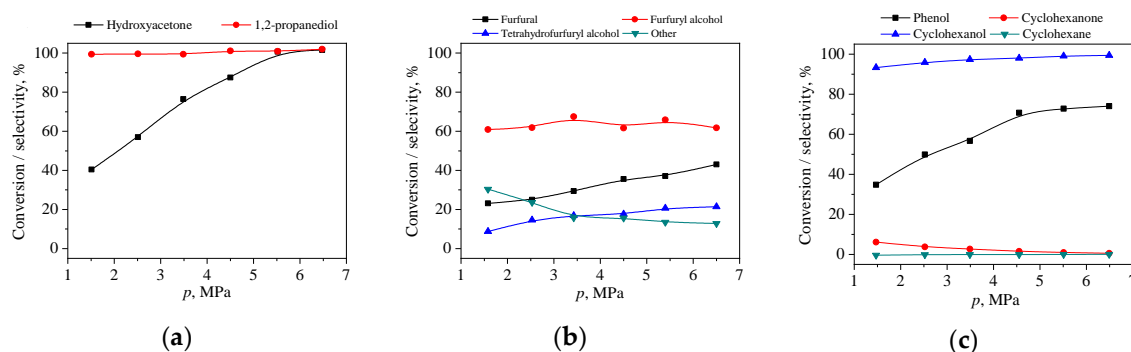 Hydroxyacetone 1,2-propanediol
Conversion / selectivity, %
100
80
60
40
20
0
1 2 3 4 5 6 7
p, MPa
(a)
Furfural Furfuryl alcohol
Tetrahydrofurfuryl alcohol Other
Conversion / selectivity, %
100
80
60
40
20
0
1 2 3 4 5 6 7
p, MPa
(b)
Phenol Cyclohexanone
Cyclohexanol Cyclohexane
Conversion / selectivity, %
100
80
60
40
20
0
1 2 3 4 5 6 7
p, MPa
(c)